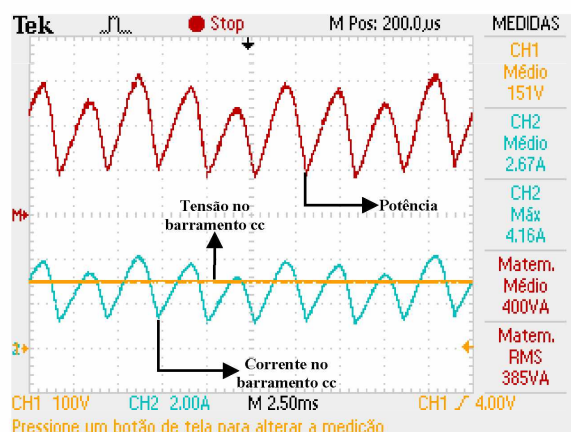 Tek
Stop
M Pos: 200.0us
MEDIDAS
CH1
Médio
151V
CH2
Médio
2.67A
CH2
Máx
4.16A
Matem.
Médio
400VA
Matem.
RMS
385VA
Tensão no
barramento cc
Potência
M
2
Corrente no
barramento cc
CH1 100V
CH2 2.00A
M 2.50ms
CH1 / 4.00V
Pressione um botão de tela para alterar a medição